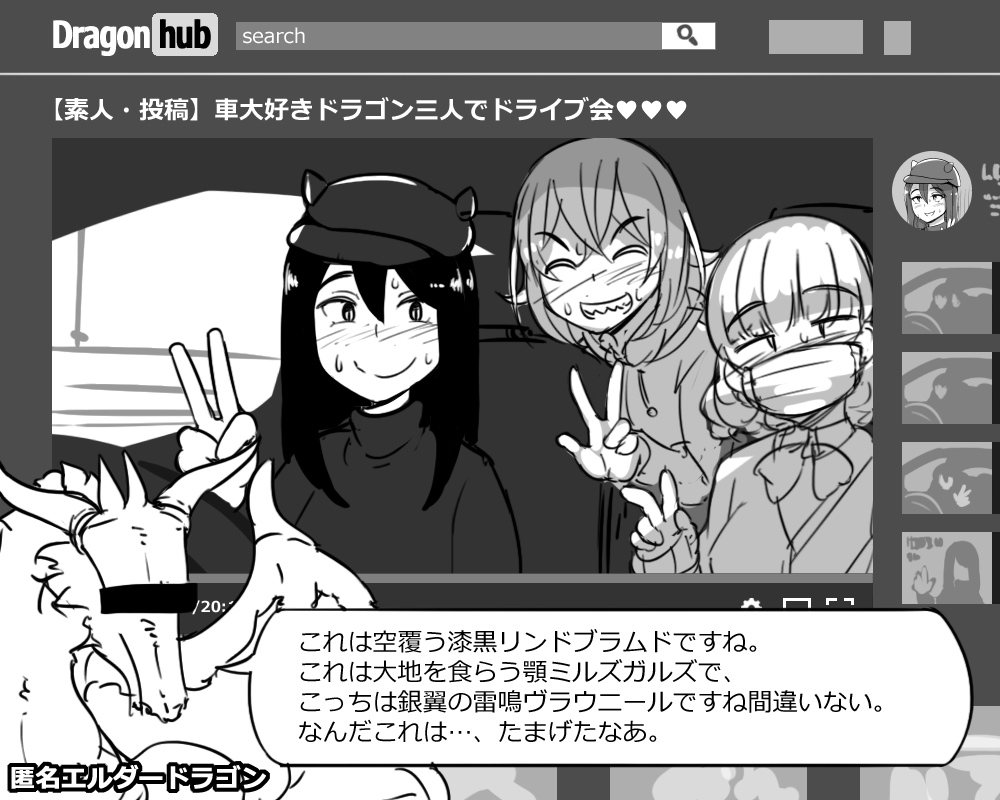 Dragon hub
search
【素人・投稿】車大好きドラゴン三人でドライブ会♥♥♥
/20:
これは空覆う漆黒リンドブラムドですね。
これは大地を食らう顎ミルズガルズで、
こっちは銀翼の雷鳴ヴラウニールですね間違いない。
なんだこれは…、たまげたなあ。
匿名エルダードラゴン